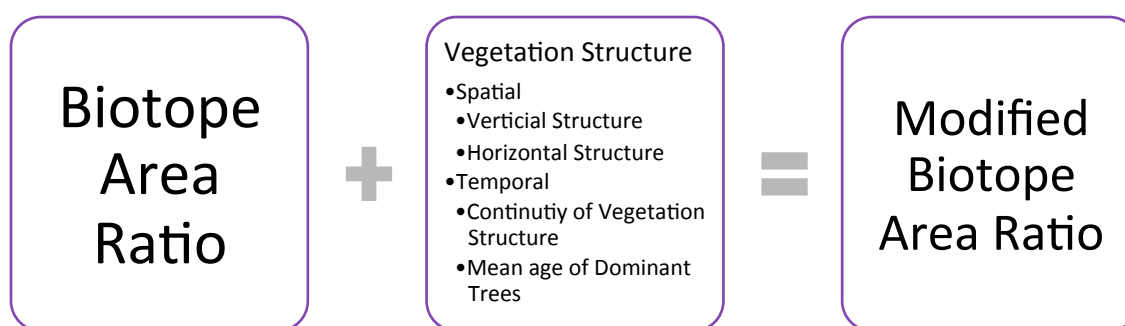 Biotope
Area
Ratio
Vegetation Structure
•Spatial
•Verticial Structure
•Horizontal Structure
•Temporal
•Continutiy of Vegetation
Structure
•Mean age of Dominant
Trees
Modified
Biotope
Area Ratio